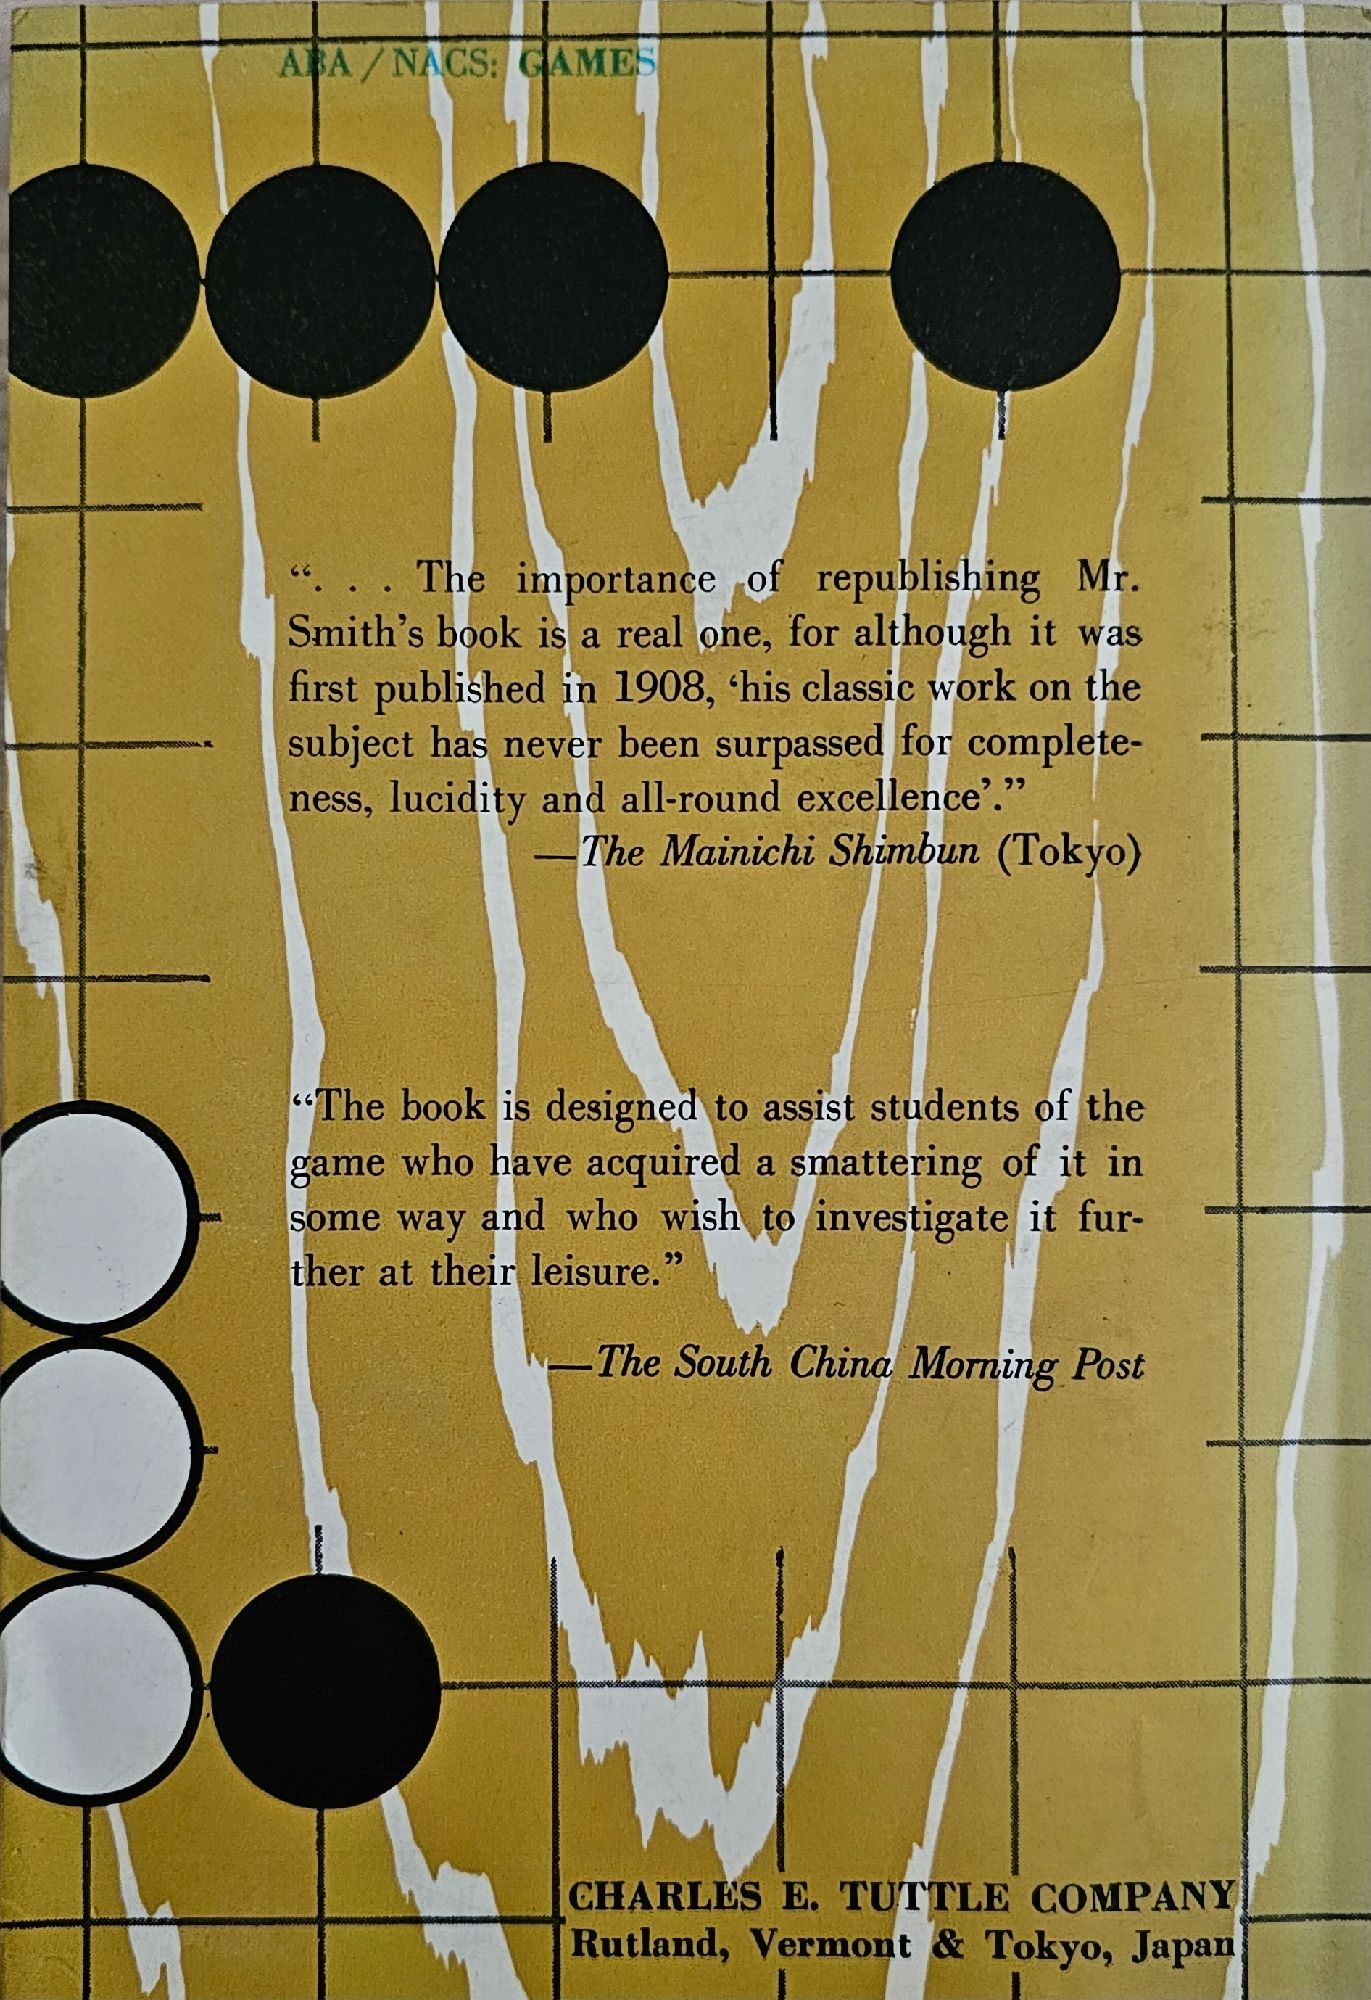 ABA / NACS: GAMES
“. . . The importance of republishing Mr.
Smith’s book is a real one, for although it was
first published in 1908, ‘his classic work on the
subject has never been surpassed for complete-
ness, lucidity and all-round excellence’.”
—The Mainichi Shimbun (Tokyo)
“The book is designed to assist students of the
game who have acquired a smattering of it in
some way and who wish to investigate it fur-
ther at their leisure.”
—The South China Morning Post
CHARLES E. TUTTLE COMPANY
Rutland, Vermont & Tokyo, Japan